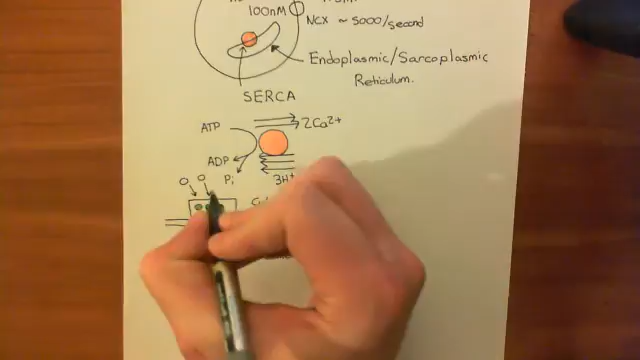 100nM
NCX ~ 5000/second
Endoplasmic/Sarcoplasmic
Reticulum.
SERCA
ATP
2Ca2+
ADP
Pi
3H+